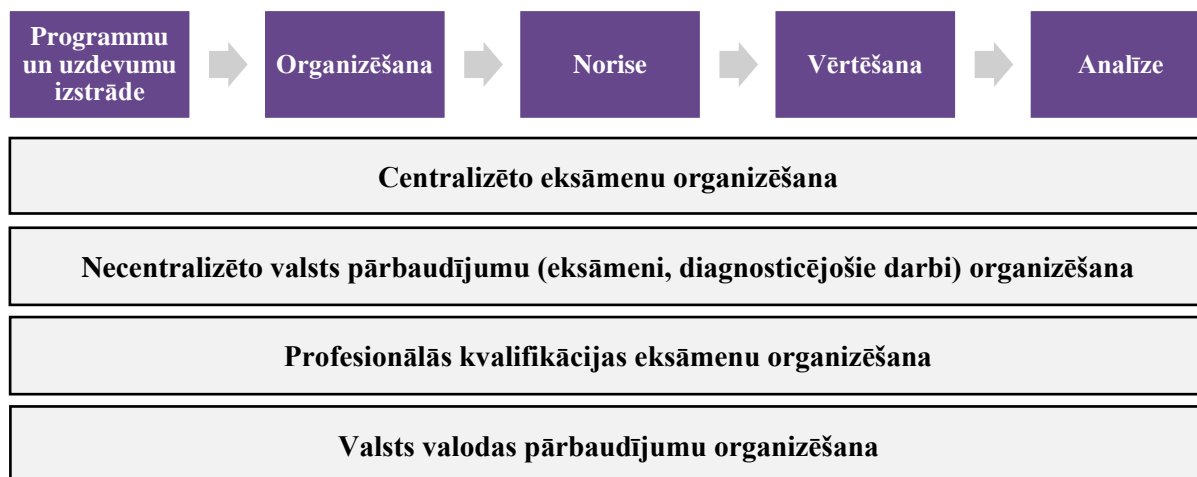 Programmu
un uzdevumu
izstrāde
Organizēšana
Norise
Vērtēšana
Analīze
Centralizēto eksāmenu organizēšana
Necentralizēto valsts pārbaudījumu (eksāmeni, diagnosticējošie darbi) organizēšana
Profesionālās kvalifikācijas eksāmenu organizēšana
Valsts valodas pārbaudījumu organizēšana